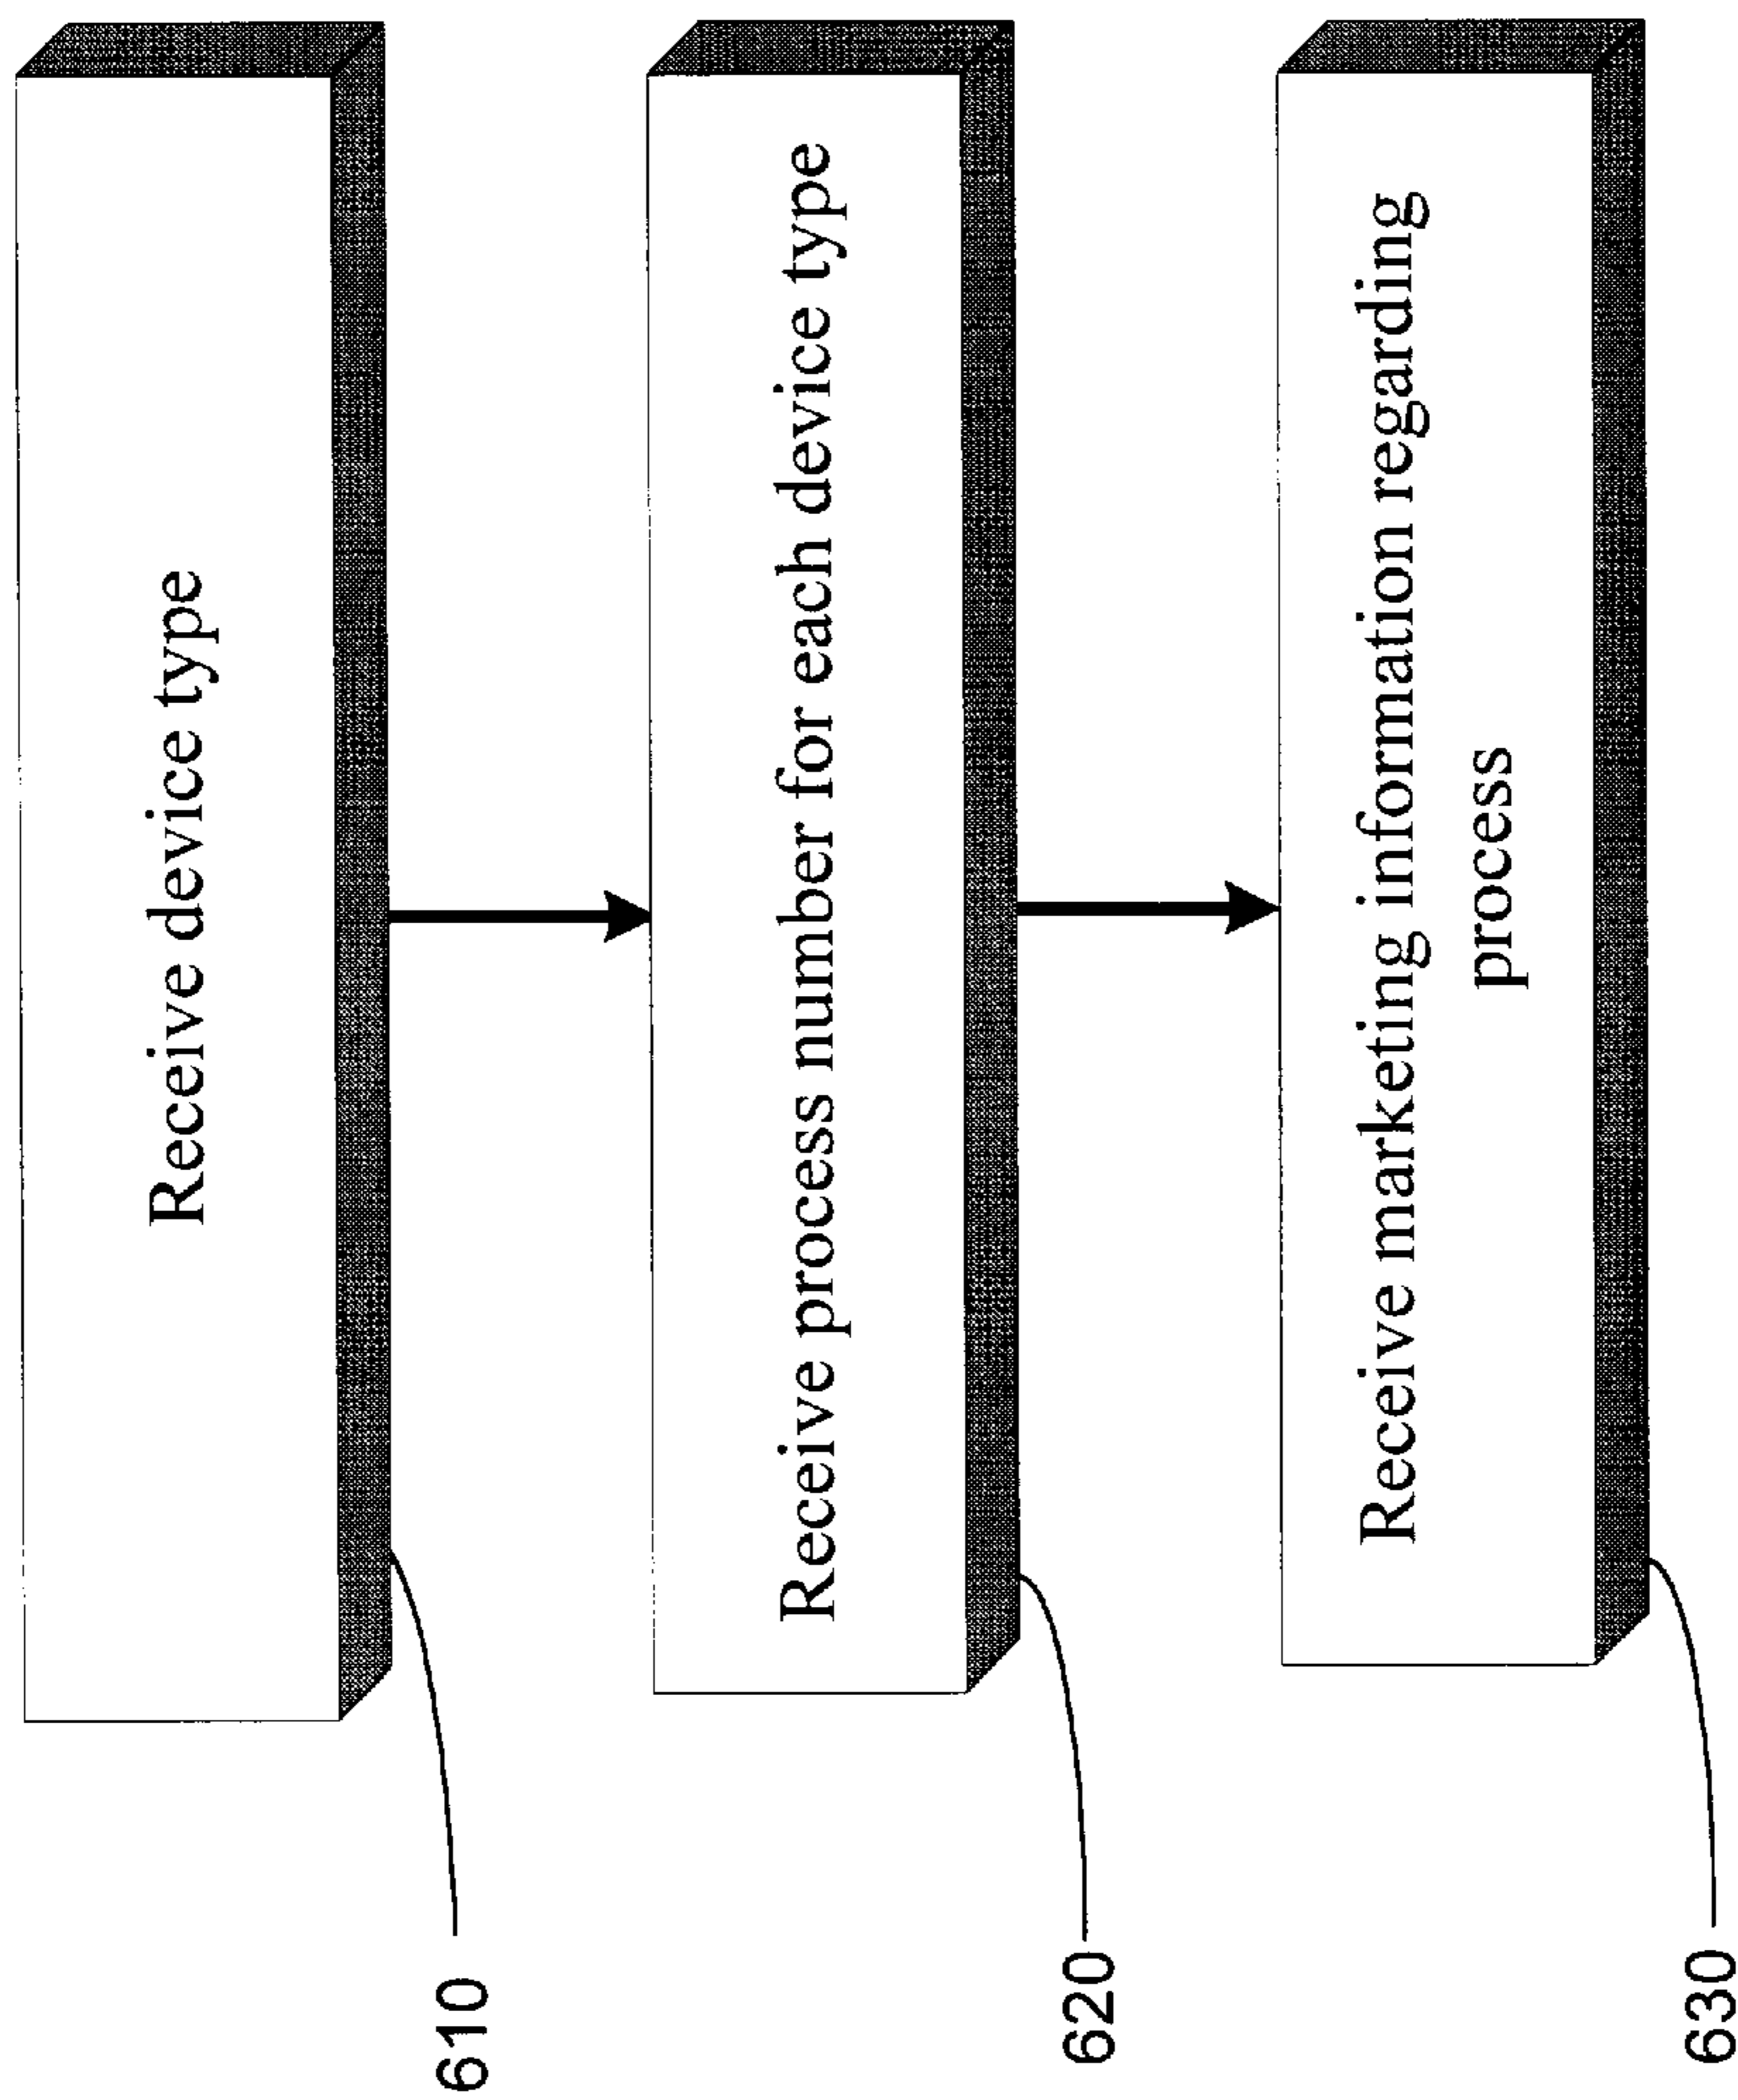 Receive device type
610
Receive process number for each device type
620
Receive marketing information regarding
process
630